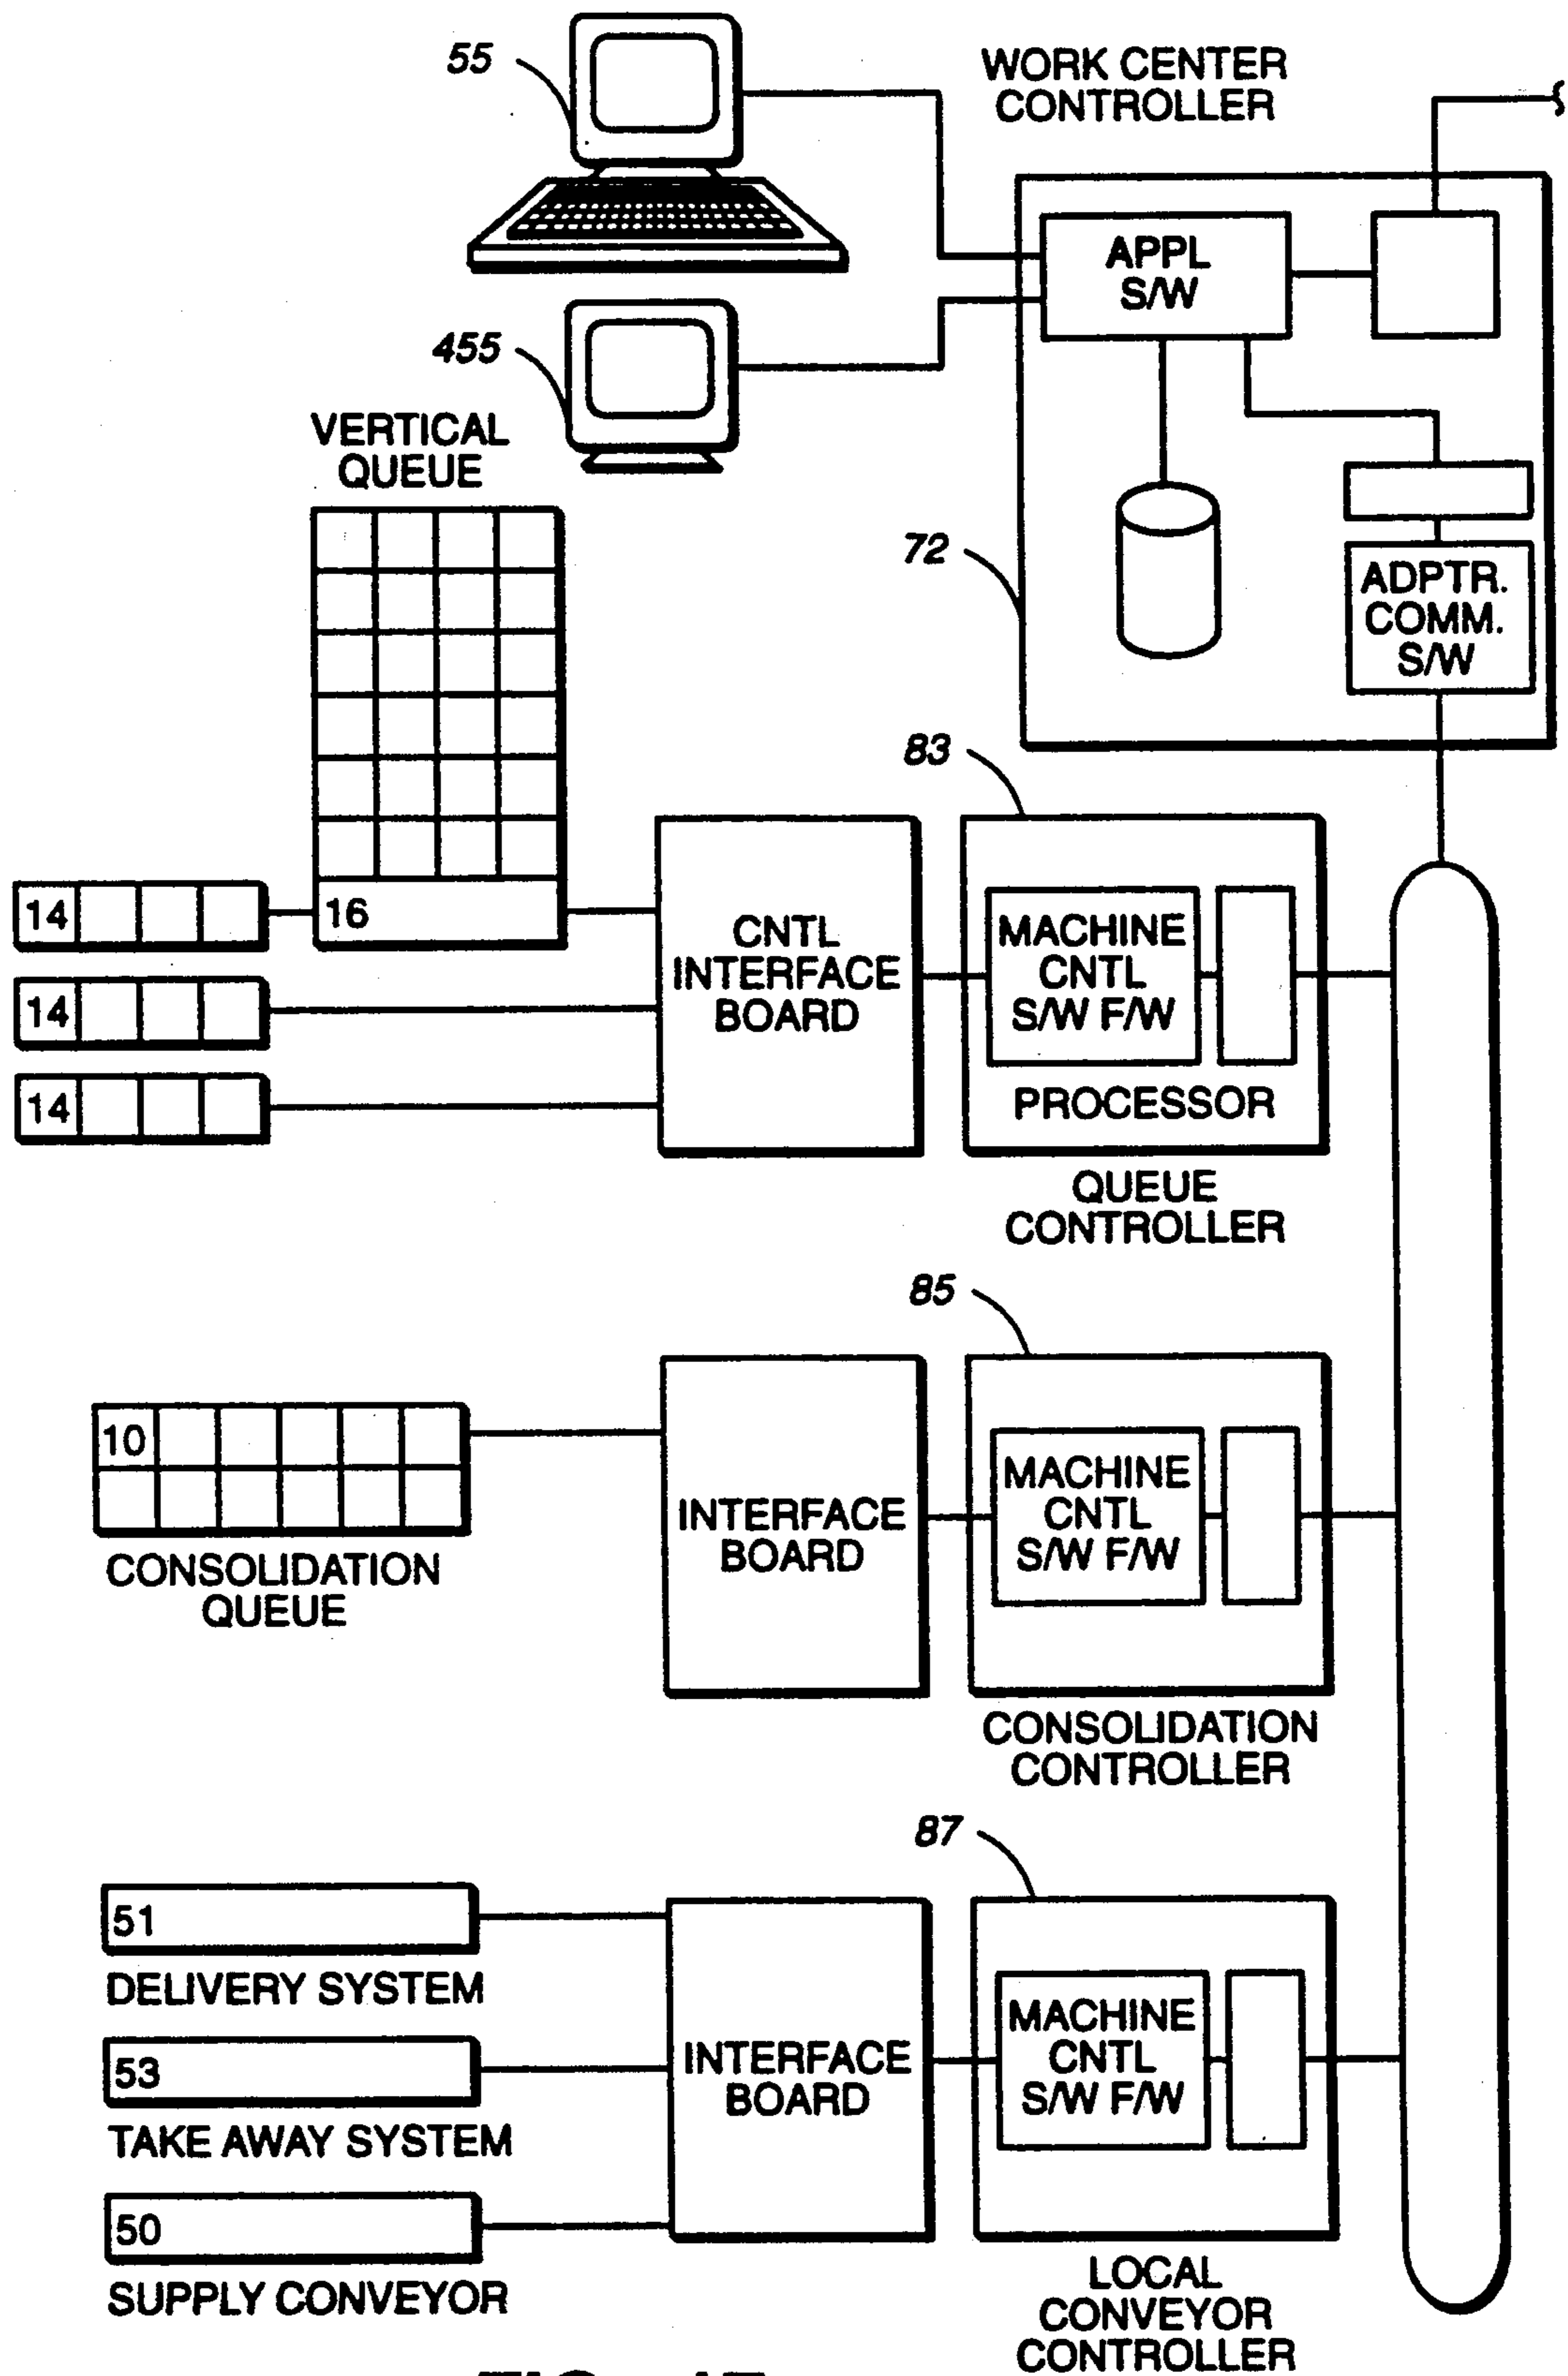 55
WORK CENTER
CONTROLLER
APPL
S/W
455
VERTICAL
QUEUE
72
ADPTR.
COMM.
S/W
83
14
16
14
14
CNTL
INTERFACE
BOARD
MACHINE
CNTL
S/W F/W
PROCESSOR
QUEUE
CONTROLLER
85
10
CONSOLIDATION
QUEUE
INTERFACE
BOARD
MACHINE
CNTL
S/W F/W
CONSOLIDATION
CONTROLLER
87
51
DELIVERY SYSTEM
53
TAKE AWAY SYSTEM
50
SUPPLY CONVEYOR
INTERFACE
BOARD
MACHINE
CNTL
S/W F/W
LOCAL
CONVEYOR
CONTROLLER